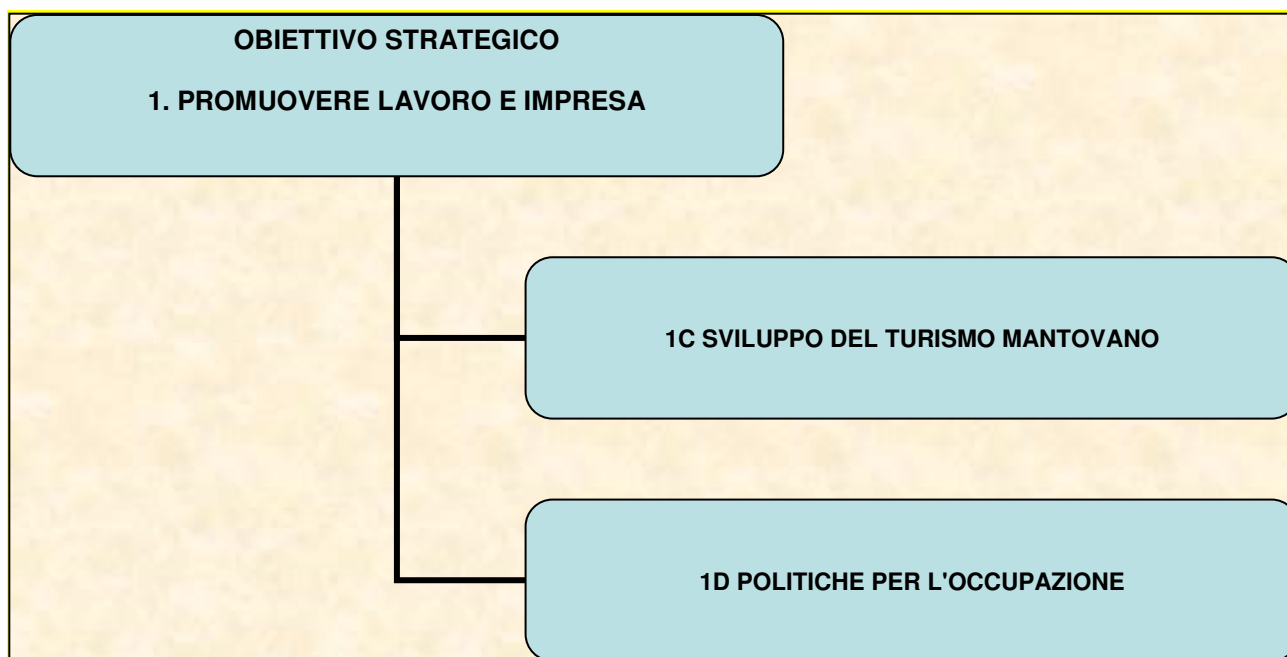 OBIETTIVO STRATEGICO
1. PROMUOVERE LAVORO E IMPRESA
1C SVILUPPO DEL TURISMO MANTOVANO
1D POLITICHE PER L'OCCUPAZIONE